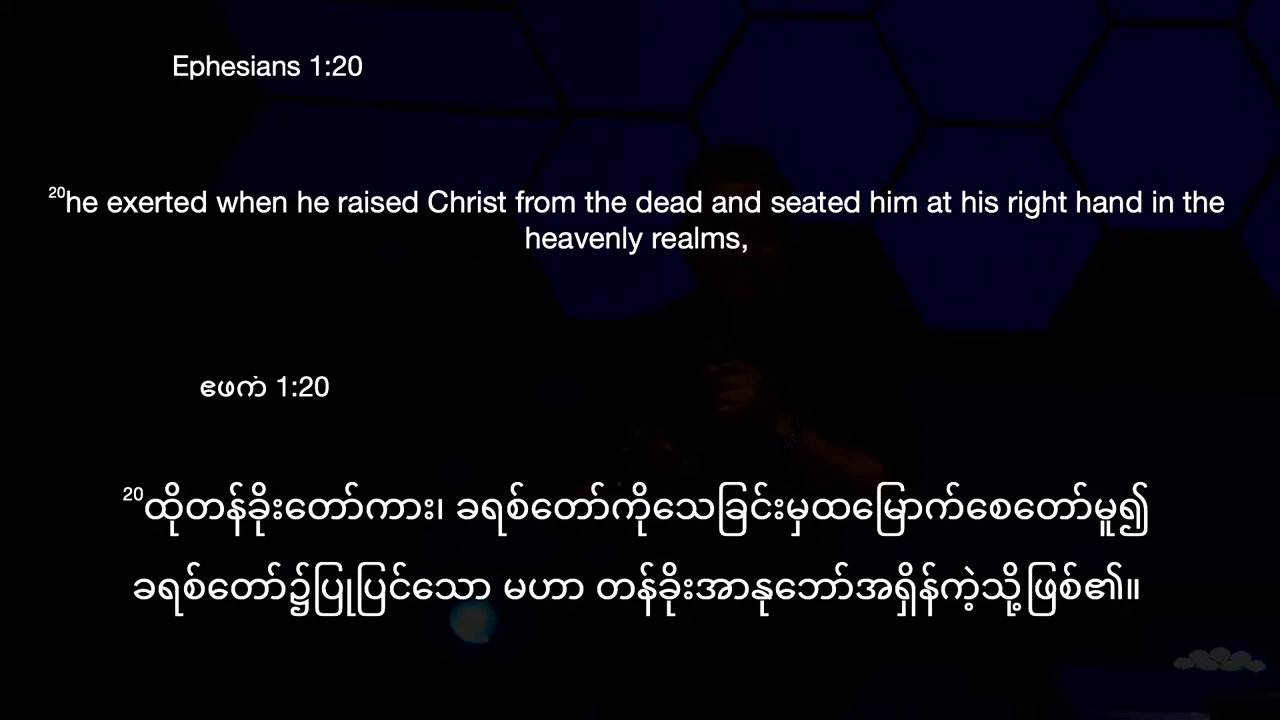 Ephesians 1:20
20he exerted when he raised Christ from the dead and seated him at his right hand in the
heavenly realms,
ဧဖက် 1:20
20ထိုတန်ခိုးတော်ကား၊ ခရစ်တော်ကိုသေခြင်းမှထမြောက်စေတော်မူ၍
ခရစ်တော်၌ပြုပြင်သော မဟာ တန်ခိုးအာနုဘော်အရှိန်ကဲ့သို့ဖြစ်၏။